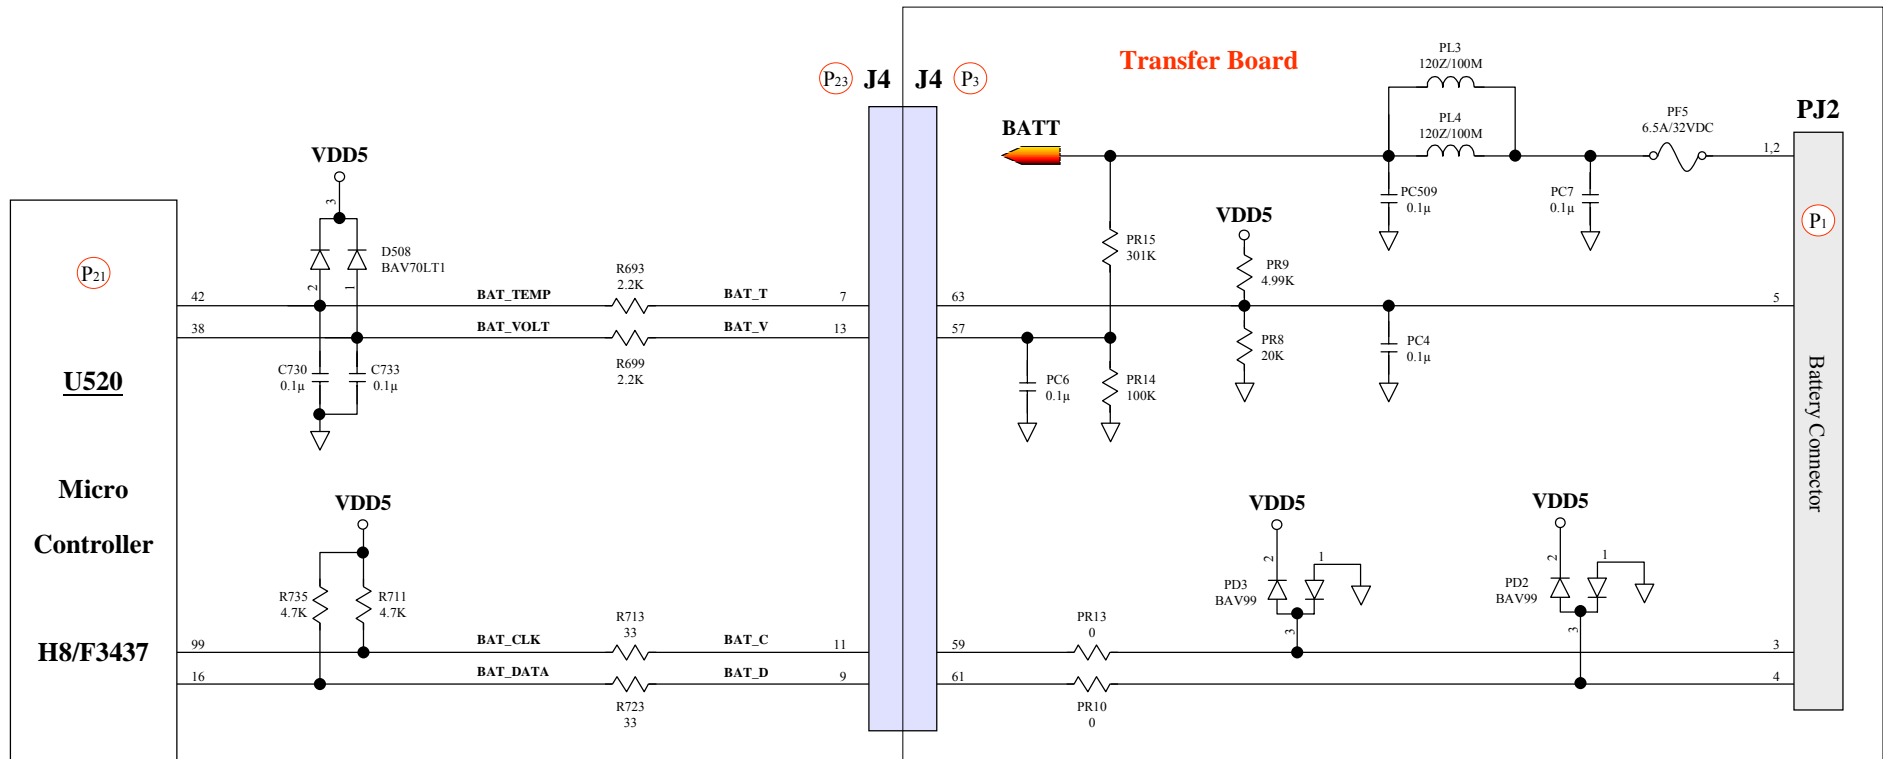 Transfer Board
PL3
120Z/100M
P23 J4 J4 P3
PL4
120Z/100M
PF5
6.5A/32VDC
PJ2
BATT
1,2
VDD5
3
PC509
0.1µ
PC7
0.1µ
P1
VDD5
D508
BAV70LT1
PR15
301K
PR9
4.99K
P21
2
1
R693
2.2K
42
BAT_TEMP
BAT_T
7
63
5
38
BAT_VOLT
BAT_V
13
57
PR8
20K
PC4
0.1µ
C730
0.1µ
C733
0.1µ
R699
2.2K
PC6
0.1µ
PR14
100K
U520
Battery Connector
Micro
Controller
VDD5
VDD5
VDD5
2
1
2
1
R735
4.7K
R711
4.7K
PD3
BAV99
PD2
BAV99
R713
33
PR13
0
3
3
H8/F3437
99
BAT_CLK
BAT_C
11
59
3
16
BAT_DATA
BAT_D
9
61
4
R723
33
PR10
0